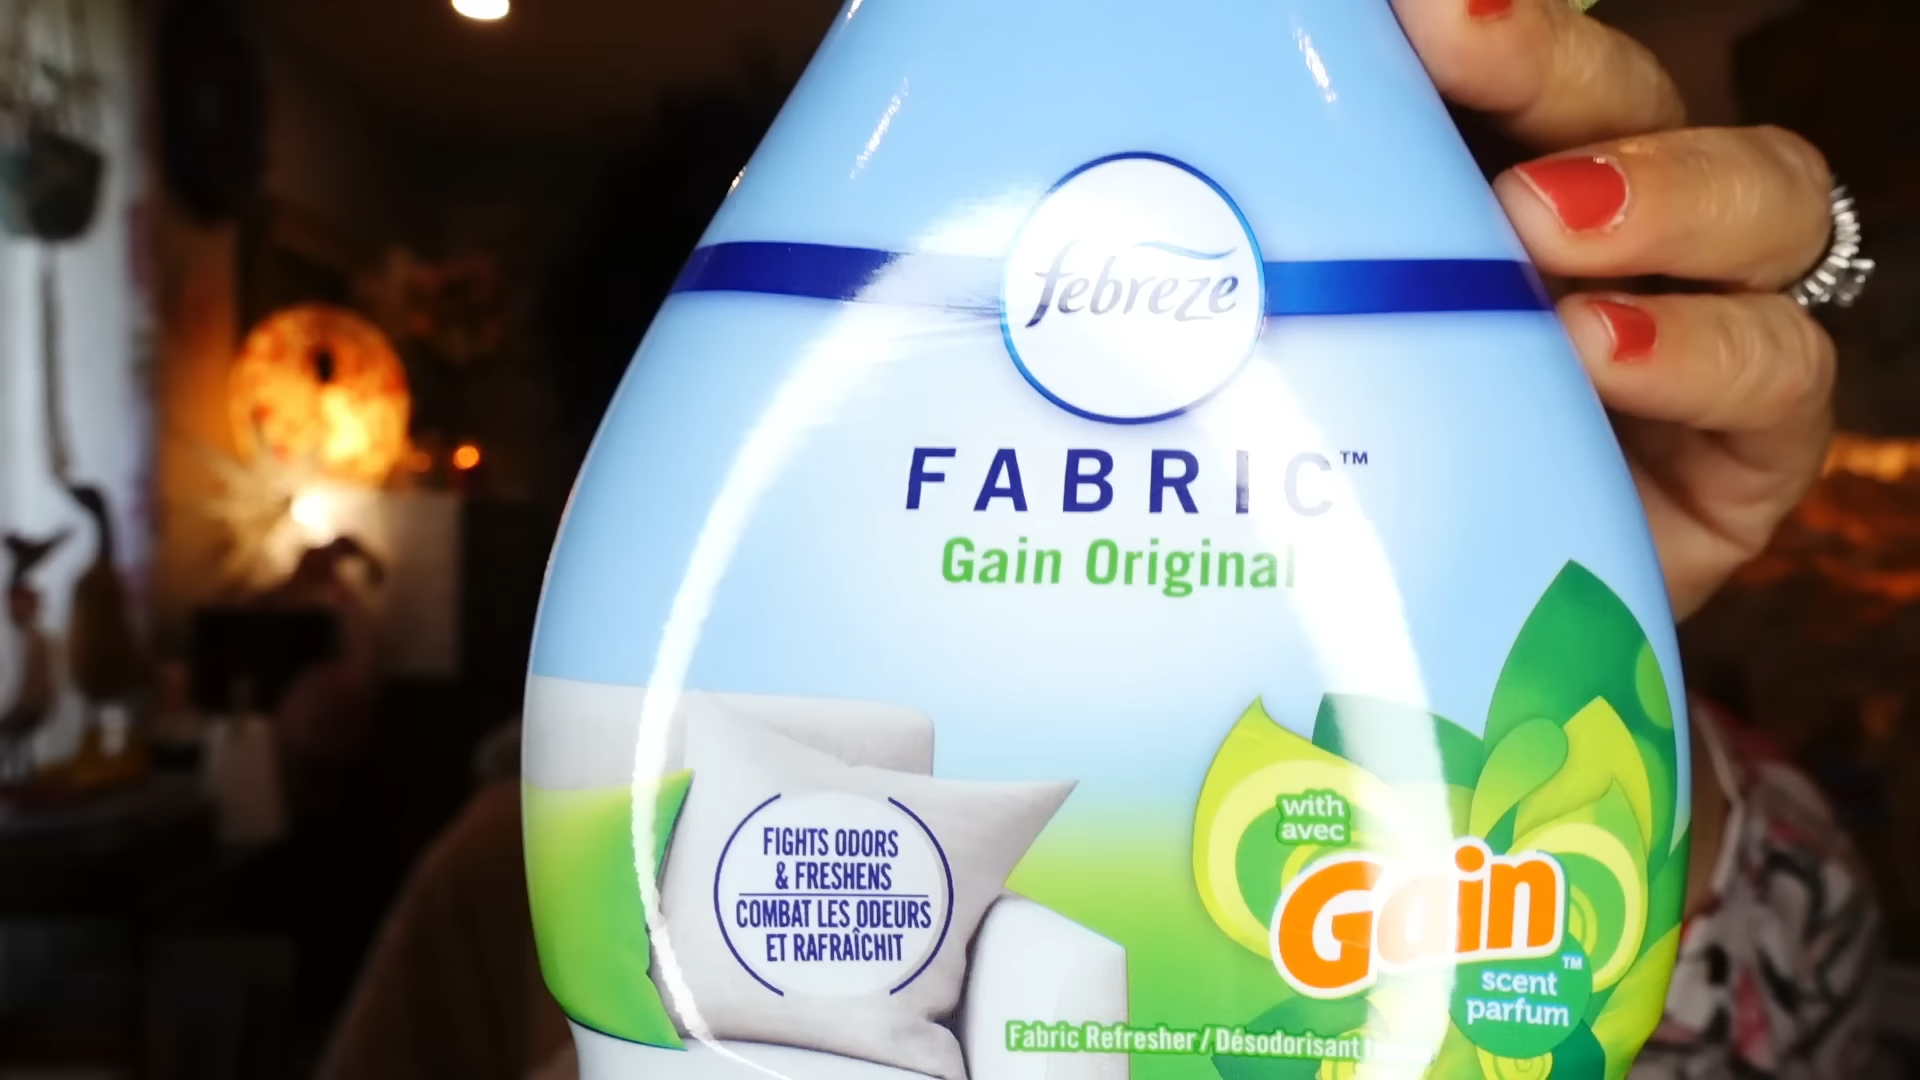 febreze
FABRIC™
Gain Original
with
avec
Gain
™
scent
parfum
FIGHTS ODORS
& FRESHENS
COMBAT LES ODEURS
ET RAFRAÎCHIT
Fabric Refresher / Désodorisant